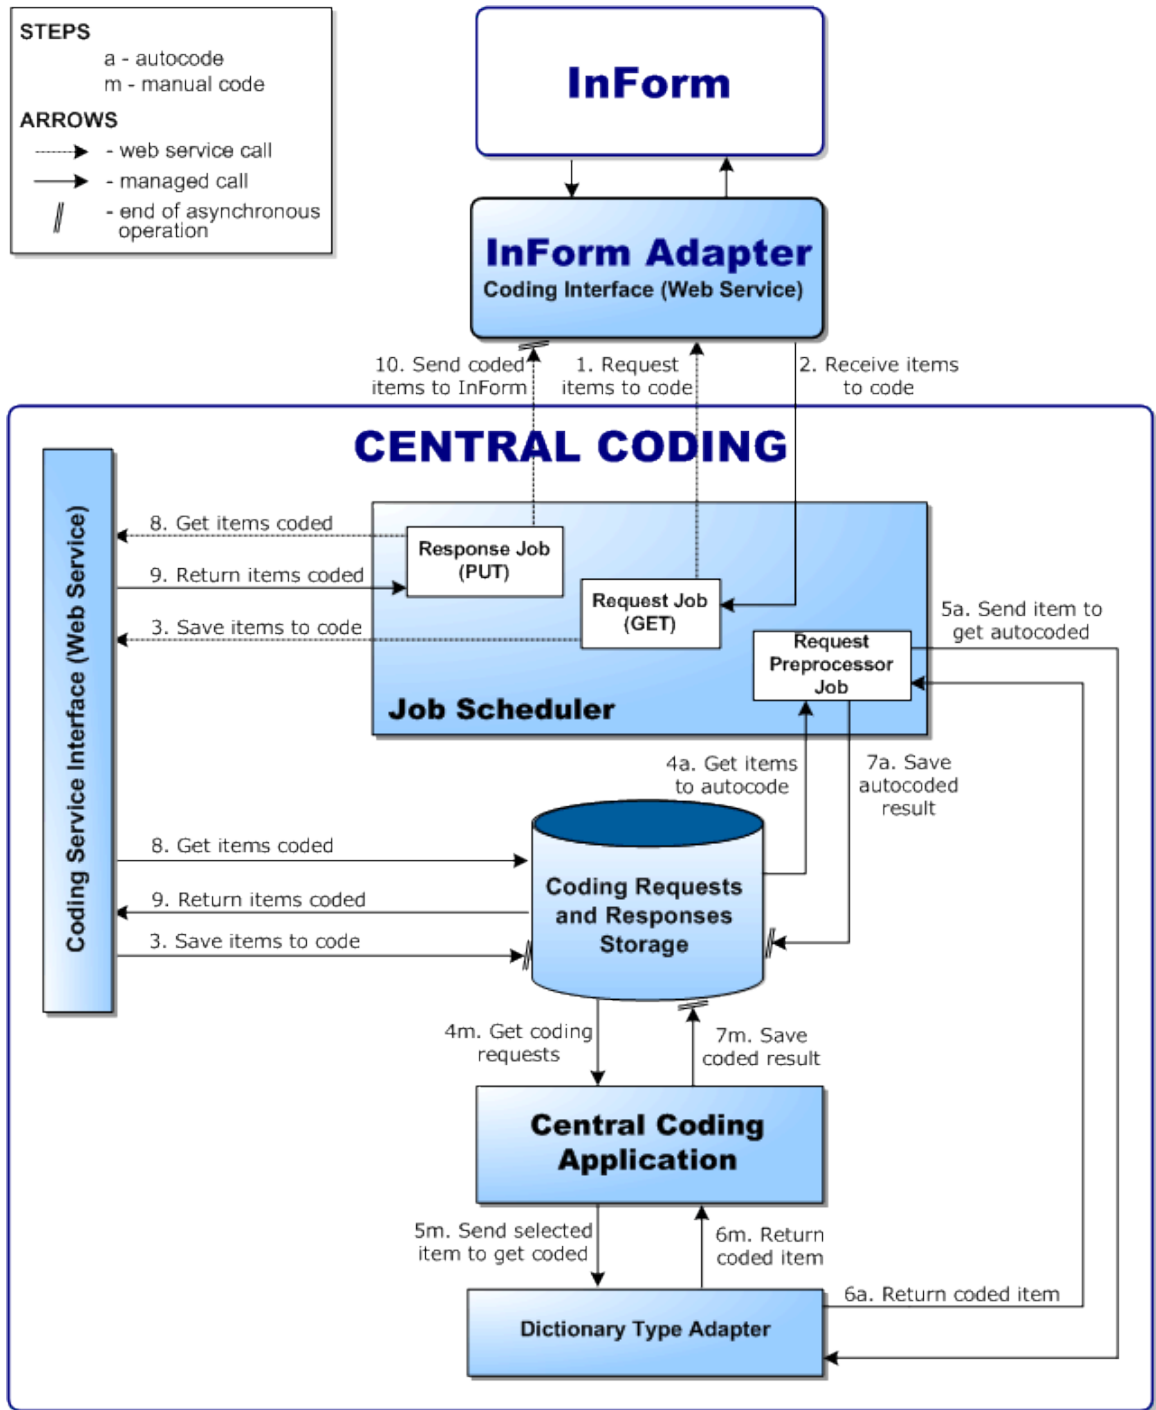 STEPS
a - autocode
m - manual code
ARROWS
- web service call
- managed call
- end of asynchronous
operation
InForm
InForm Adapter
Coding Interface (Web Service)
10. Send coded
items to InForm
1. Request
items to code
2. Receive items
to code
CENTRAL CODING
Coding Service Interface (Web Service)
8. Get items coded
9. Return items coded
3. Save items to code
Response Job
(PUT)
Request Job
(GET)
Request
Preprocessor
Job
Job Scheduler
5a. Send item to
get autocoded
4a. Get items
to autocode
7a. Save
autocoded
result
8. Get items coded
9. Return items coded
3. Save items to code
Coding Requests
and Responses
Storage
4m. Get coding
requests
7m. Save
coded result
Central Coding
Application
5m. Send selected
item to get coded
6m. Return
coded item
6a. Return coded item
Dictionary Type Adapter